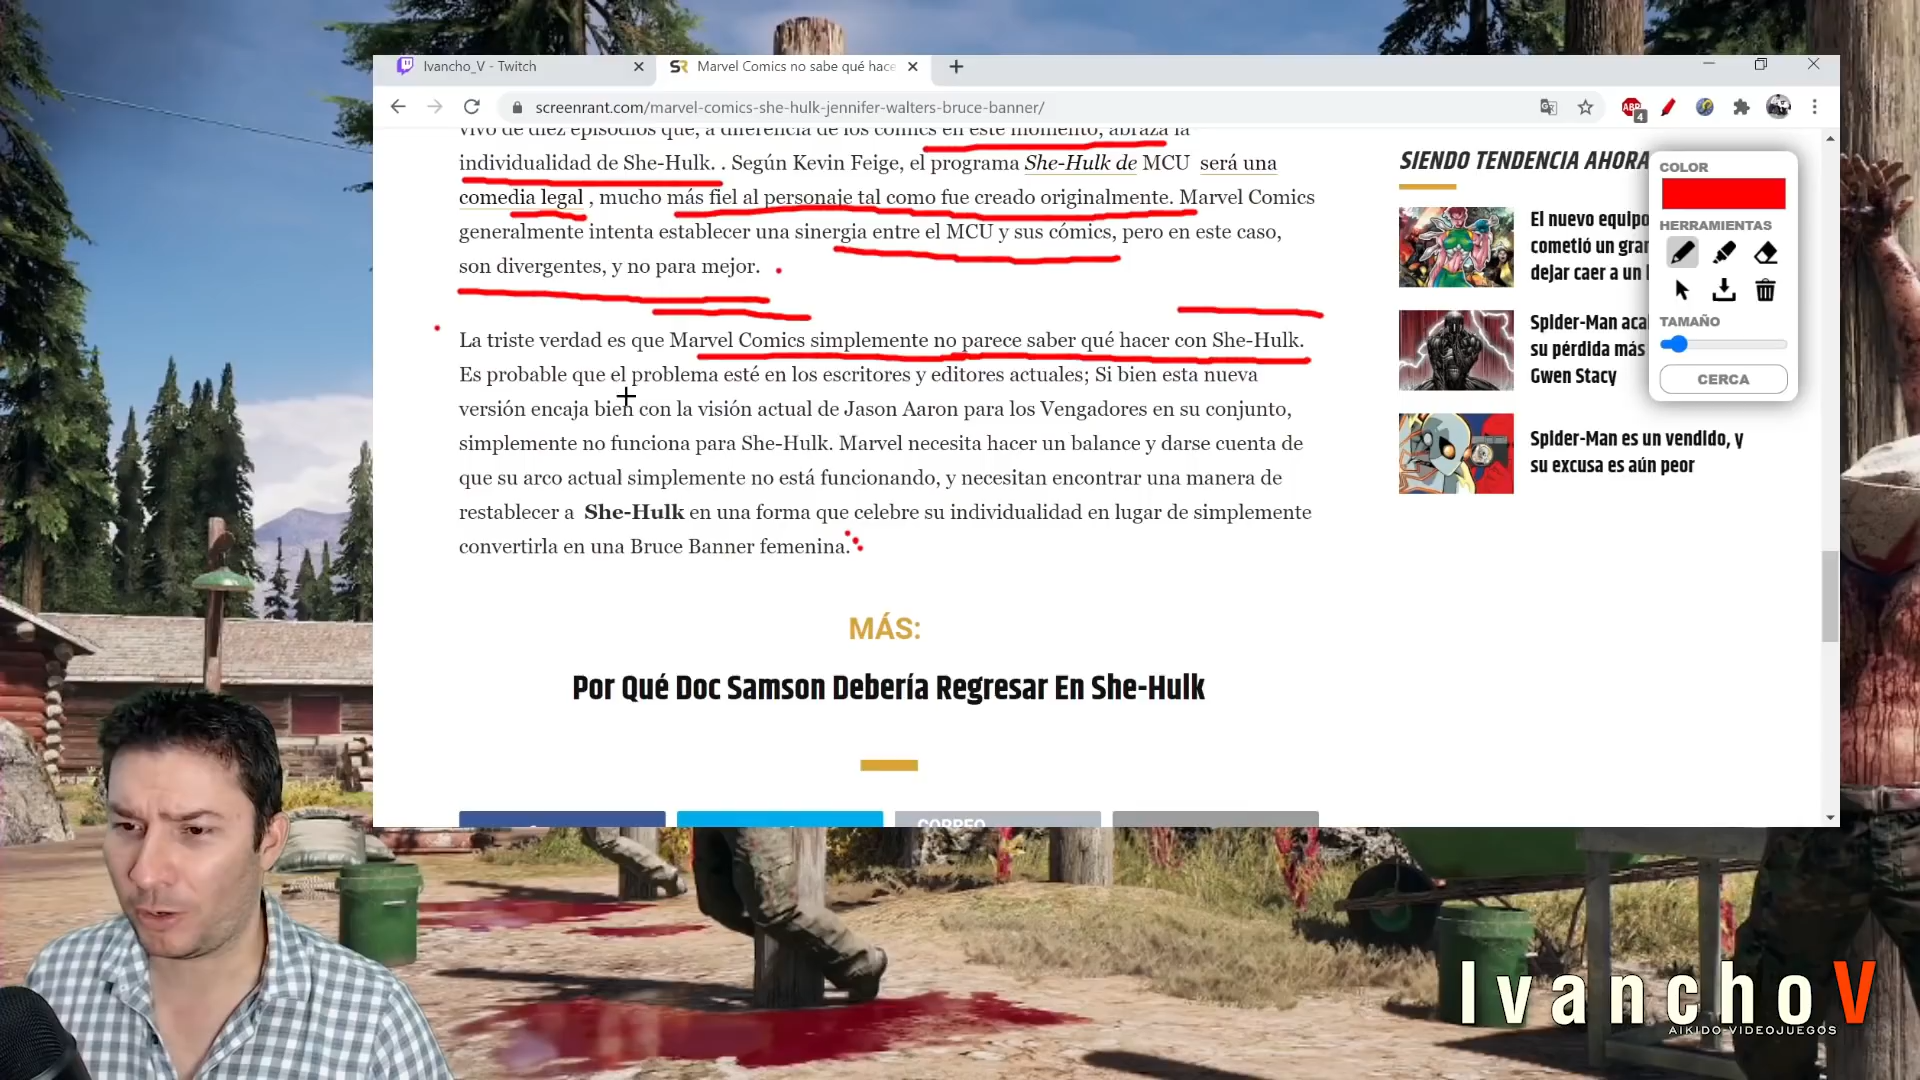 Ivancho_V - Twitch
Marvel Comics no sabe qué hace
screenrant.com/marvel-comics-she-hulk-jennifer-walters-bruce-banner/
ABP
4
vivo de diez episodios que, a diferencia de los cómics en este momento, abraza la
individualidad de She-Hulk. . Según Kevin Feige, el programa She-Hulk de MCU será una
comedia legal , mucho más fiel al personaje tal como fue creado originalmente. Marvel Comics
generalmente intenta establecer una sinergia entre el MCU y sus cómics, pero en este caso,
son divergentes, y no para mejor.
La triste verdad es que Marvel Comics simplemente no parece saber qué hacer con She-Hulk.
Es probable que el problema esté en los escritores y editores actuales; Si bien esta nueva
versión encaja bien con la visión actual de Jason Aaron para los Vengadores en su conjunto,
simplemente no funciona para She-Hulk. Marvel necesita hacer un balance y darse cuenta de
que su arco actual simplemente no está funcionando, y necesitan encontrar una manera de
restablecer a She-Hulk en una forma que celebre su individualidad en lugar de simplemente
convertirla en una Bruce Banner femenina.
MÁS:
Por Qué Doc Samson Debería Regresar En She-Hulk
CORREO
SIENDO TENDENCIA AHORA
El nuevo equipo
cometió un gran
dejar caer a un
Spider-Man aca
su pérdida más
Gwen Stacy
Spider-Man es un vendido, y
su excusa es aún peor
COLOR
HERRAMIENTAS
TAMAÑO
CERCA
IvanchoV
AIKIDO-VIDEOJUEGOS